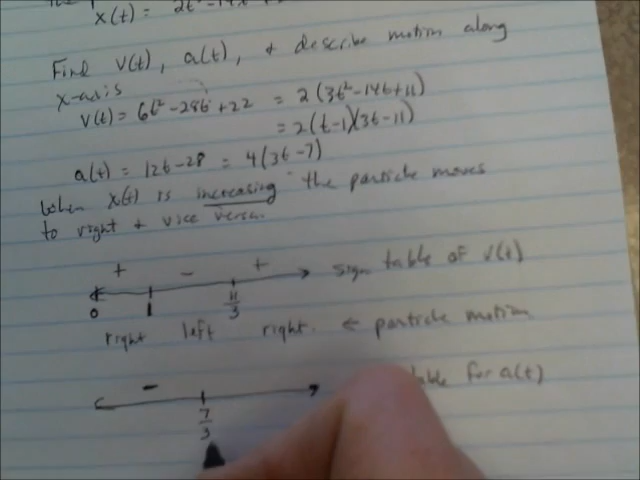 x(t) = 2t³-14t²
Find v(t), a(t), + describe motion along
x-axis
v(t) = 6t²-28t+22 = 2(3t²-14t+11)
= 2(t-1)(3t-11)
a(t) = 12t-28 = 4(3t-7)
When x(t) is increasing the particle moves
to right + vice versa.
+ - +
sign table of v(t)
0 1 11/3
right left right. ← particle motion
-
table for a(t)
7/3